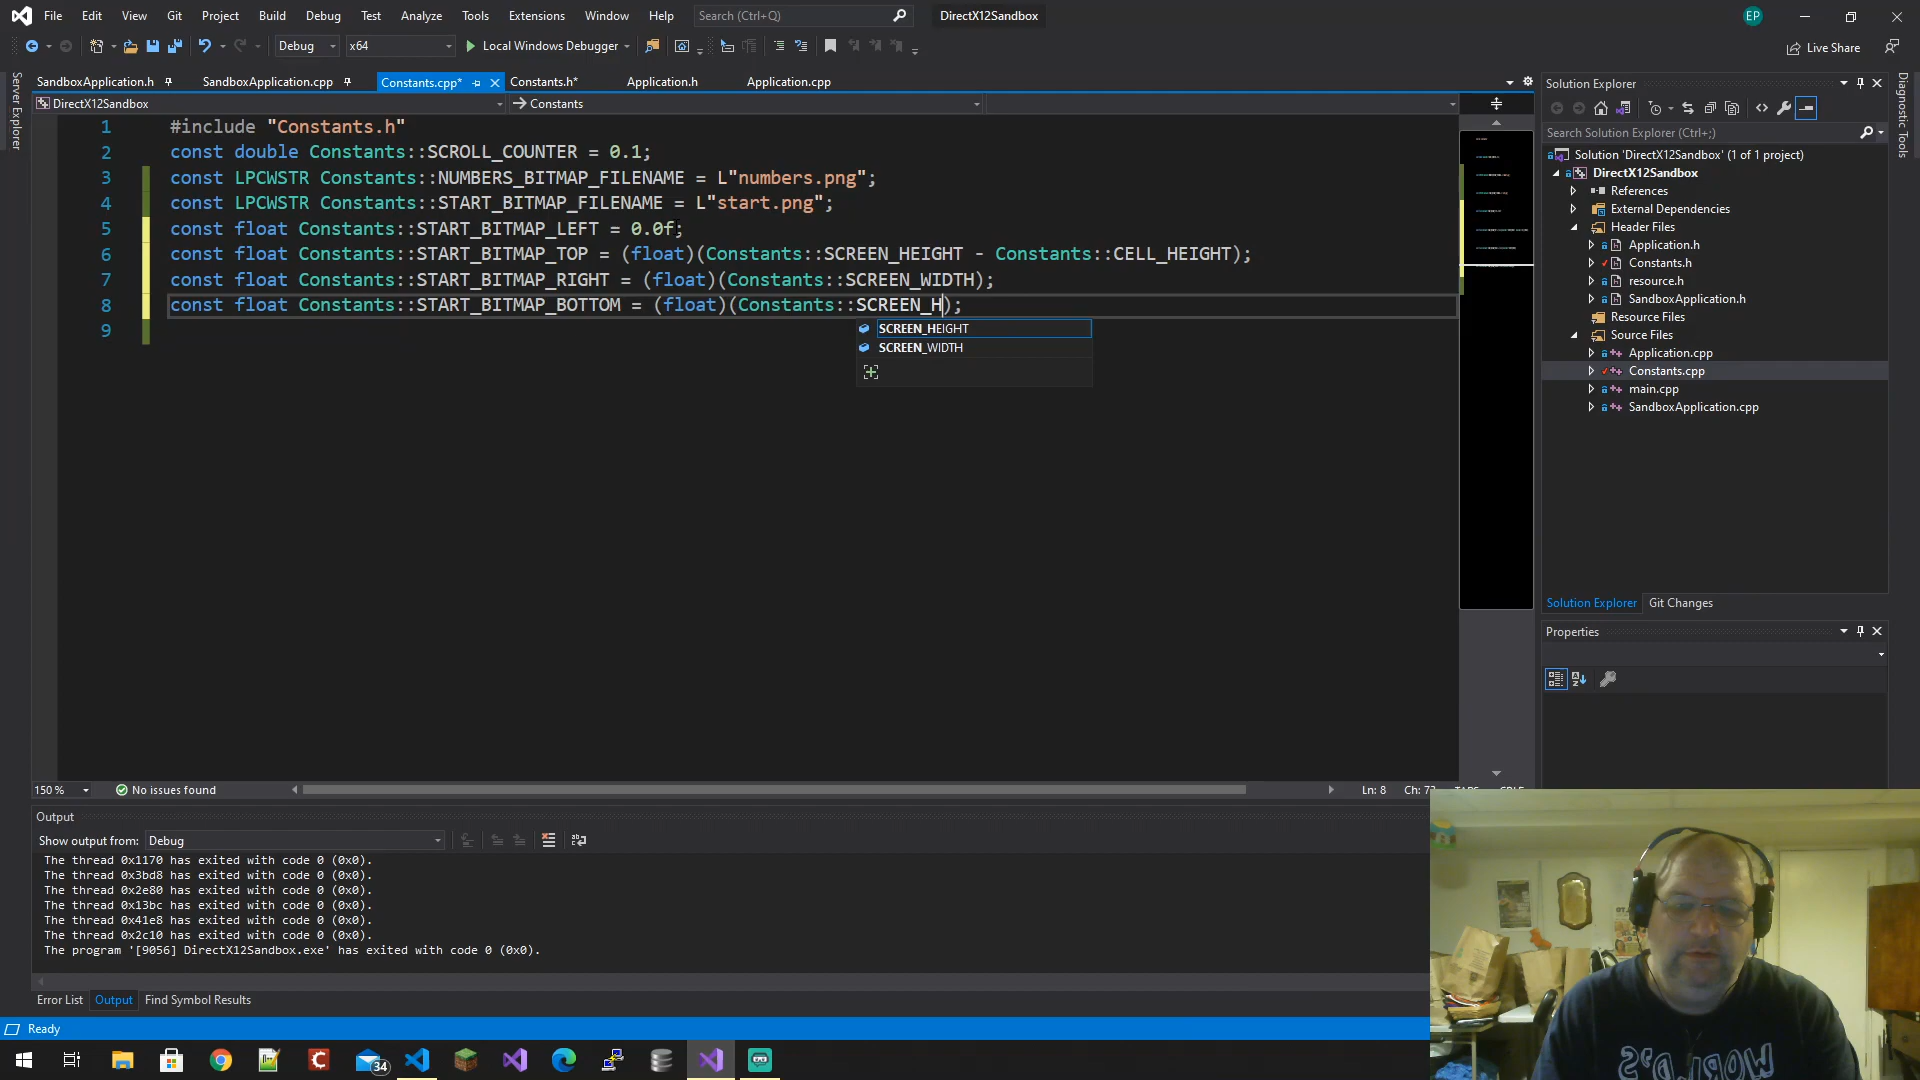 File Edit View Git Project Build Debug Test Analyze Tools Extensions Window Help Search (Ctrl+Q) DirectX12Sandbox EP
Debug x64 Local Windows Debugger Live Share
SandboxApplication.h SandboxApplication.cpp Constants.cpp* Constants.h* Application.h Application.cpp
DirectX12Sandbox Constants
Server Explorer
1 #include "Constants.h"
2 const double Constants::SCROLL_COUNTER = 0.1;
3 const LPCWSTR Constants::NUMBERS_BITMAP_FILENAME = L"numbers.png";
4 const LPCWSTR Constants::START_BITMAP_FILENAME = L"start.png";
5 const float Constants::START_BITMAP_LEFT = 0.0f;
6 const float Constants::START_BITMAP_TOP = (float)(Constants::SCREEN_HEIGHT - Constants::CELL_HEIGHT);
7 const float Constants::START_BITMAP_RIGHT = (float)(Constants::SCREEN_WIDTH);
8 const float Constants::START_BITMAP_BOTTOM = (float)(Constants::SCREEN_H);
9
SCREEN_HEIGHT
SCREEN_WIDTH
Solution Explorer
Search Solution Explorer (Ctrl+;)
Solution 'DirectX12Sandbox' (1 of 1 project)
DirectX12Sandbox
References
External Dependencies
Header Files
Application.h
Constants.h
resource.h
SandboxApplication.h
Resource Files
Source Files
Application.cpp
Constants.cpp
main.cpp
SandboxApplication.cpp
Solution Explorer Git Changes
Properties
Diagnostic Tools
150 % No issues found Ln: 8
Output
Show output from: Debug
The thread 0x1170 has exited with code 0 (0x0).
The thread 0x3bd8 has exited with code 0 (0x0).
The thread 0x2e80 has exited with code 0 (0x0).
The thread 0x13bc has exited with code 0 (0x0).
The thread 0x41e8 has exited with code 0 (0x0).
The thread 0x2c10 has exited with code 0 (0x0).
The program '[9056] DirectX12Sandbox.exe' has exited with code 0 (0x0).
Error List Output Find Symbol Results
Ready
34